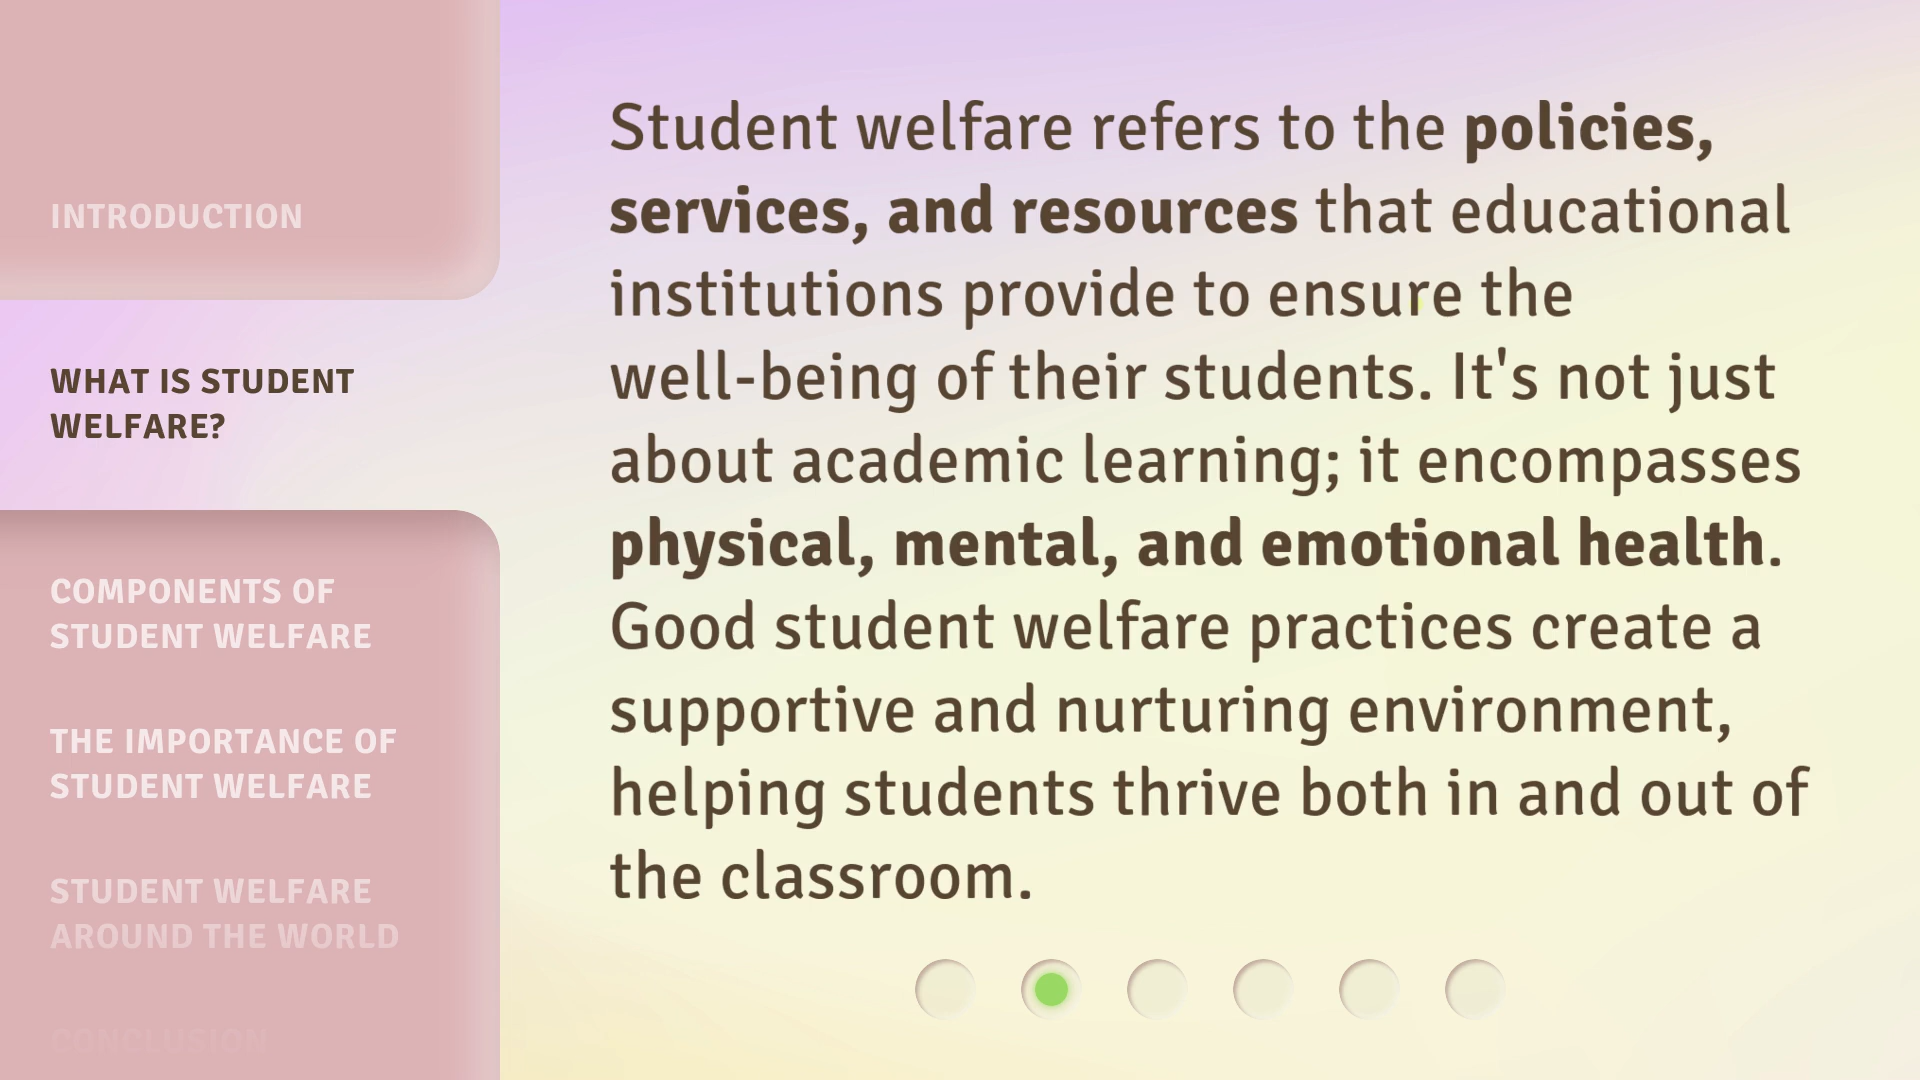 INTRODUCTION
WHAT IS STUDENT
WELFARE?
COMPONENTS OF
STUDENT WELFARE
THE IMPORTANCE OF
STUDENT WELFARE
STUDENT WELFARE
AROUND THE WORLD
CONCLUSION
Student welfare refers to the policies,
services, and resources that educational
institutions provide to ensure the
well-being of their students. It's not just
about academic learning; it encompasses
physical, mental, and emotional health.
Good student welfare practices create a
supportive and nurturing environment,
helping students thrive both in and out of
the classroom.